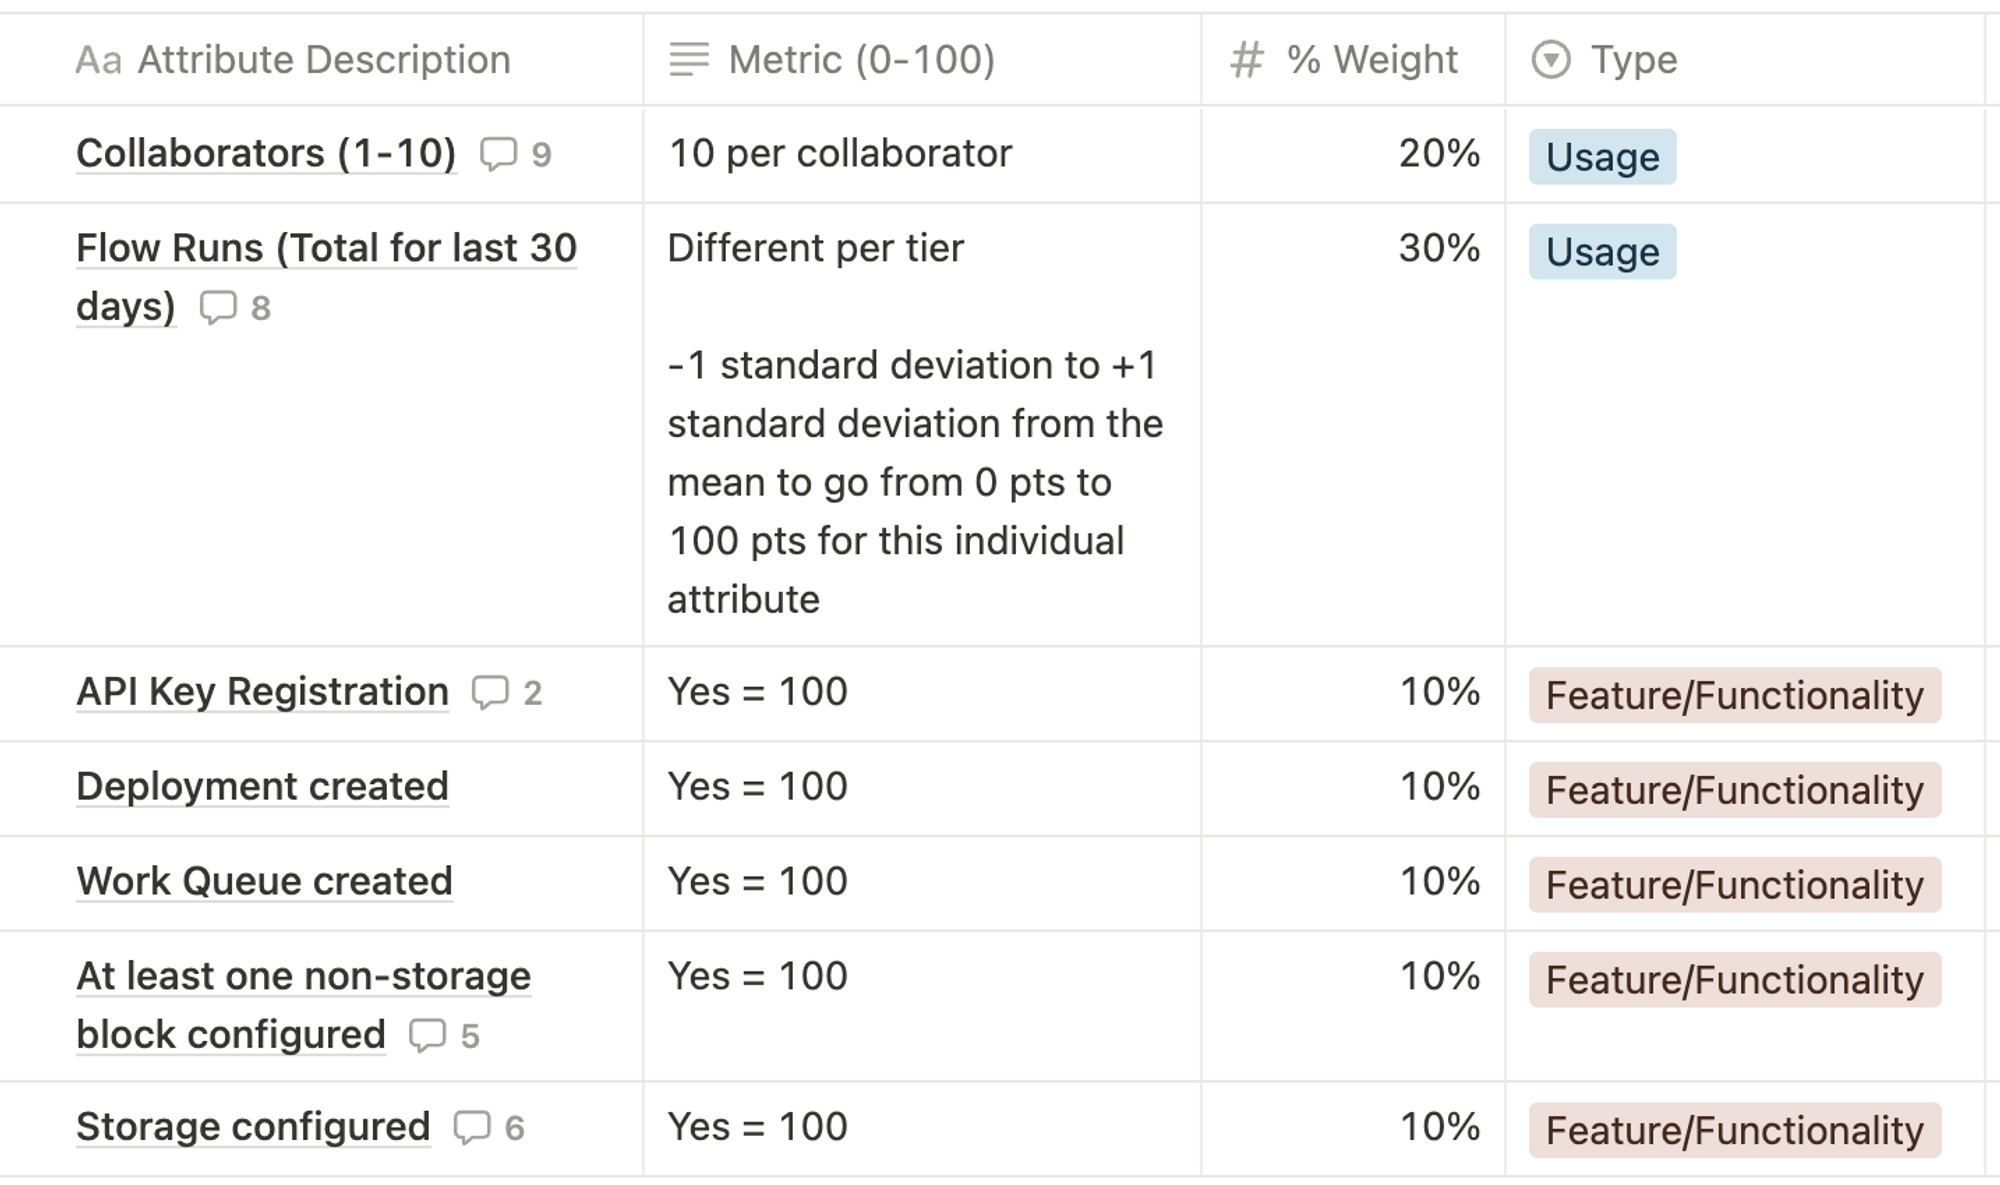 Aa Attribute Description
Metric (0-100)
# % Weight
Type
Collaborators (1-10) 9
10 per collaborator
20%
Usage
Flow Runs (Total for last 30
days) 8
Different per tier
-1 standard deviation to +1
standard deviation from the
mean to go from 0 pts to
100 pts for this individual
attribute
30%
Usage
API Key Registration 2
Yes = 100
10%
Feature/Functionality
Deployment created
Yes = 100
10%
Feature/Functionality
Work Queue created
Yes = 100
10%
Feature/Functionality
At least one non-storage
block configured 5
Yes = 100
10%
Feature/Functionality
Storage configured 6
Yes = 100
10%
Feature/Functionality